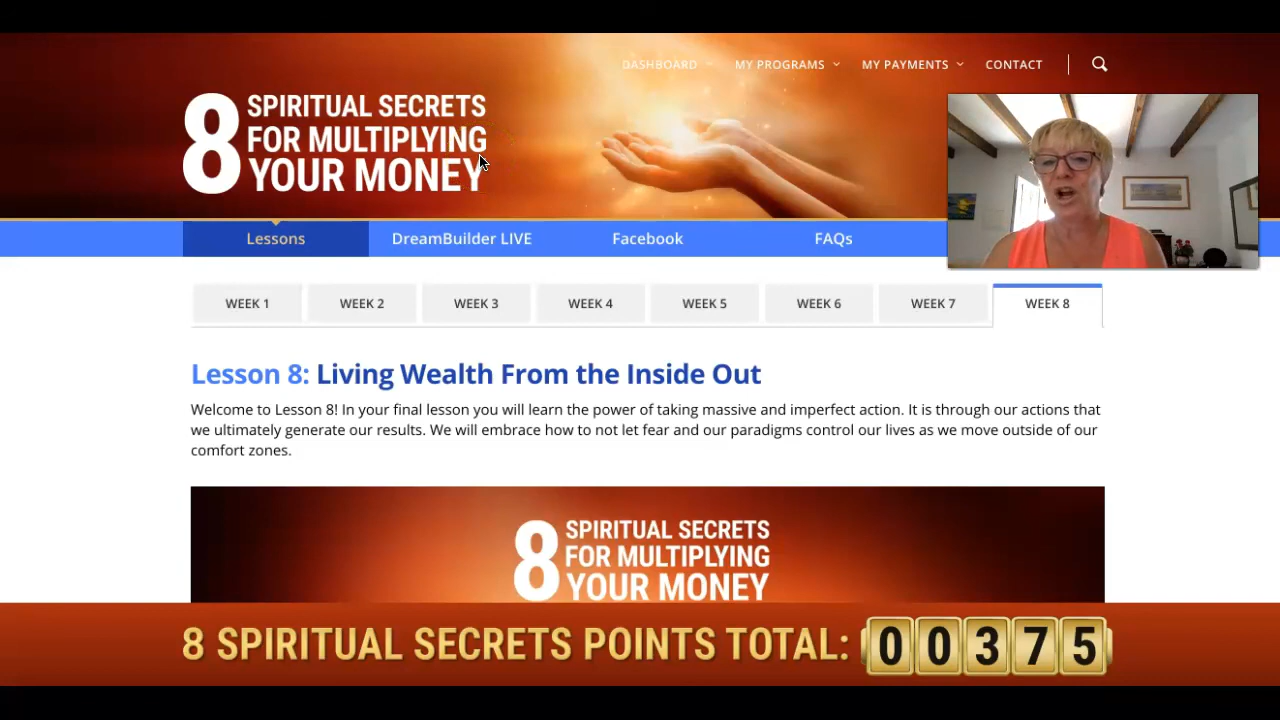 DASHBOARD MY PROGRAMS MY PAYMENTS CONTACT
8 SPIRITUAL SECRETS
FOR MULTIPLYING
YOUR MONEY
Lessons DreamBuilder LIVE Facebook FAQs
WEEK 1 WEEK 2 WEEK 3 WEEK 4 WEEK 5 WEEK 6 WEEK 7 WEEK 8
Lesson 8: Living Wealth From the Inside Out
Welcome to Lesson 8! In your final lesson you will learn the power of taking massive and imperfect action. It is through our actions that
we ultimately generate our results. We will embrace how to not let fear and our paradigms control our lives as we move outside of our
comfort zones.
8 SPIRITUAL SECRETS
FOR MULTIPLYING
YOUR MONEY
8 SPIRITUAL SECRETS POINTS TOTAL: 00375